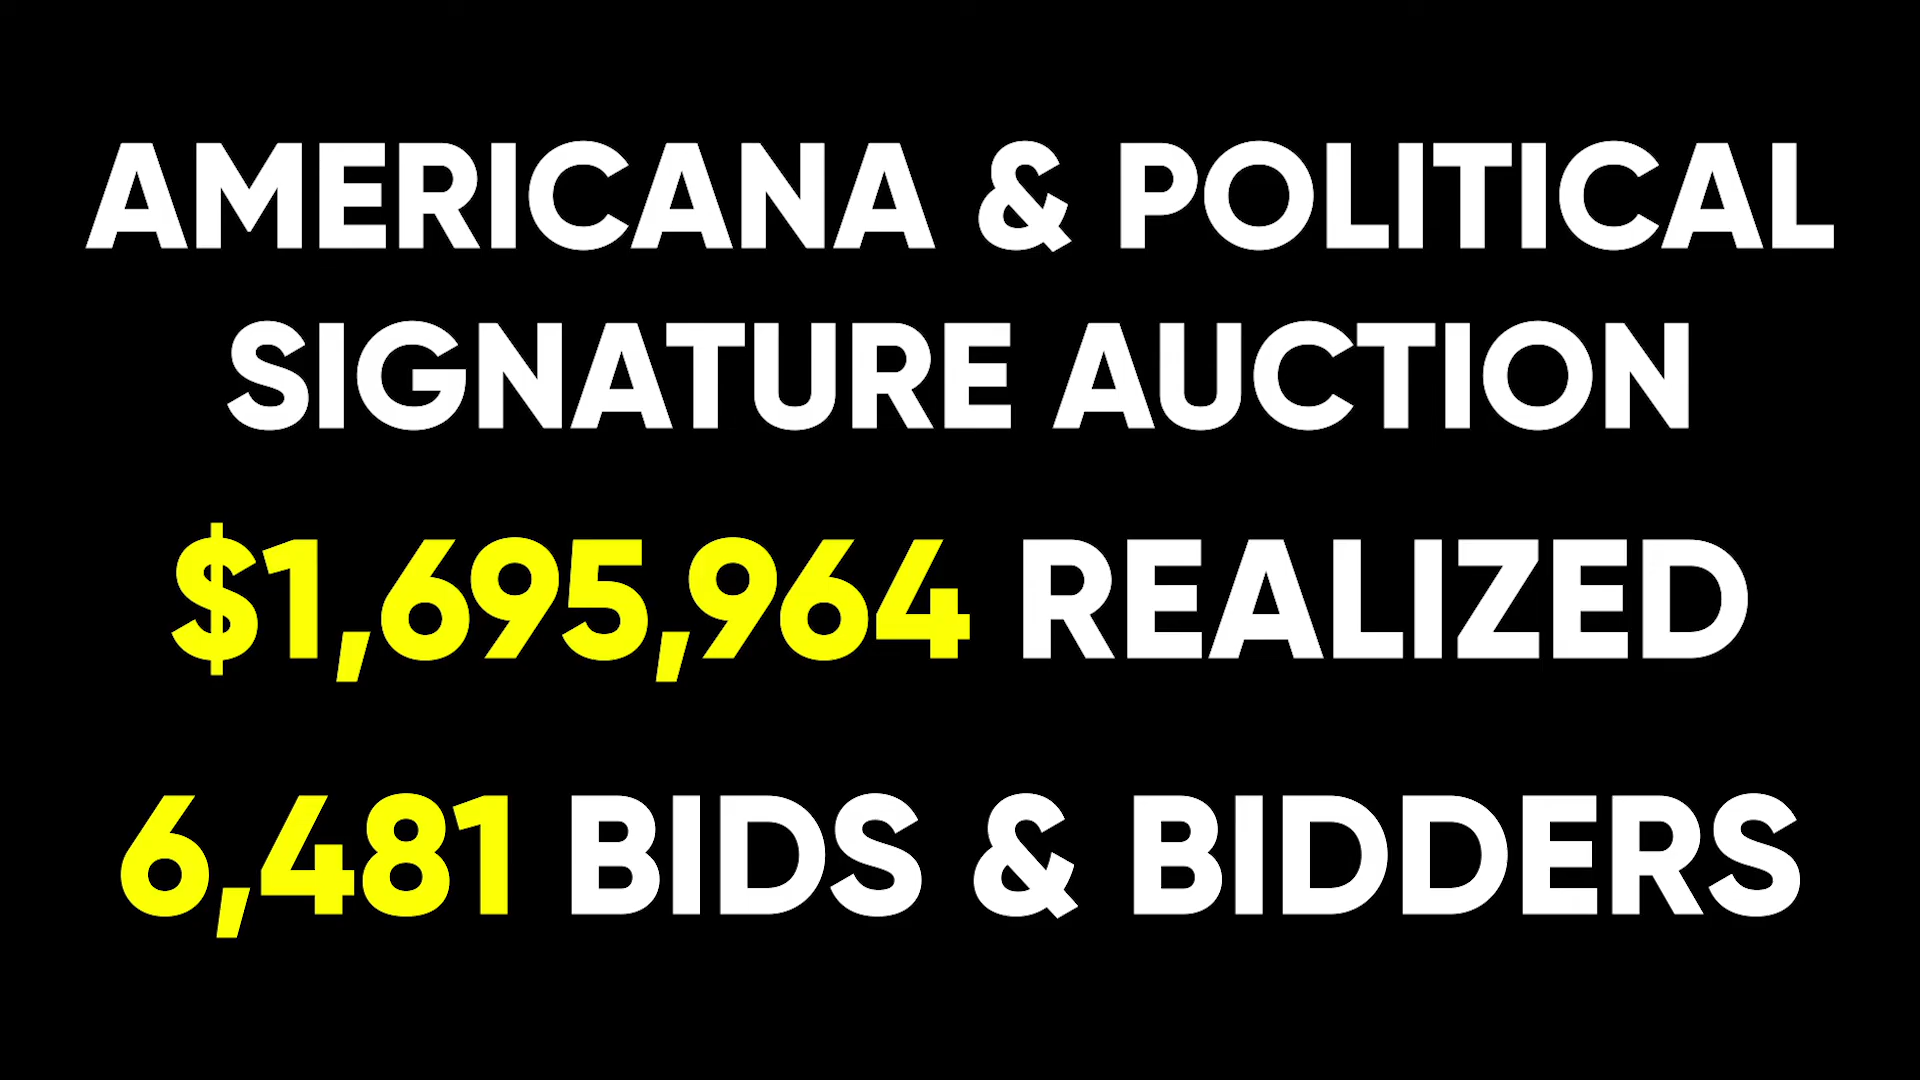 AMERICANA & POLITICAL
SIGNATURE AUCTION
$1,695,964 REALIZED
6,481 BIDS & BIDDERS